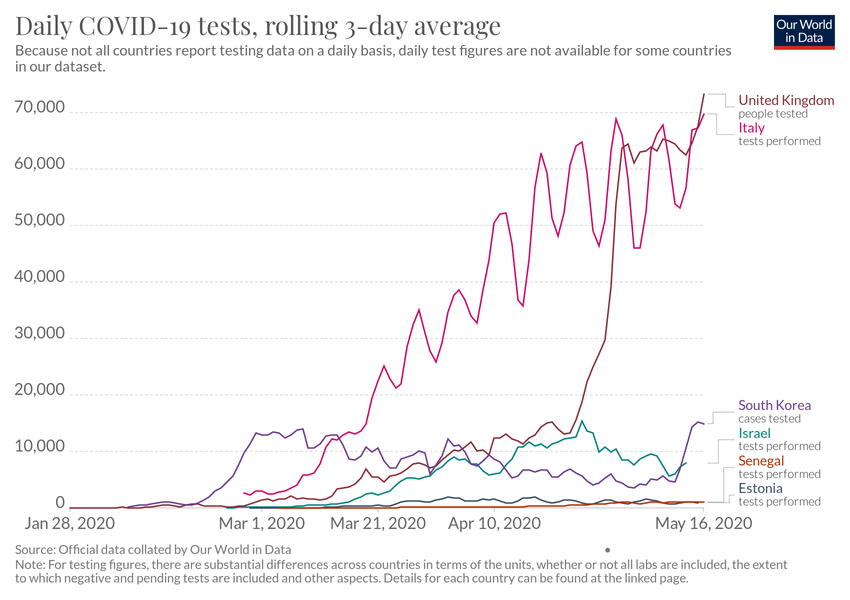 Daily COVID-19 tests, rolling 3-day average
Our World
in Data
Because not all countries report testing data on a daily basis, daily test figures are not available for some countries
in our dataset.
70,000
60,000
50,000
40,000
30,000
20,000
10,000
0
United Kingdom
people tested
Italy
tests performed
South Korea
cases tested
Israel
tests performed
Senegal
tests performed
Estonia
tests performed
Jan 28, 2020
Mar 1, 2020
Mar 21, 2020
Apr 10, 2020
May 16, 2020
Source: Official data collated by Our World in Data
Note: For testing figures, there are substantial differences across countries in terms of the units, whether or not all labs are included, the extent
to which negative and pending tests are included and other aspects. Details for each country can be found at the linked page.